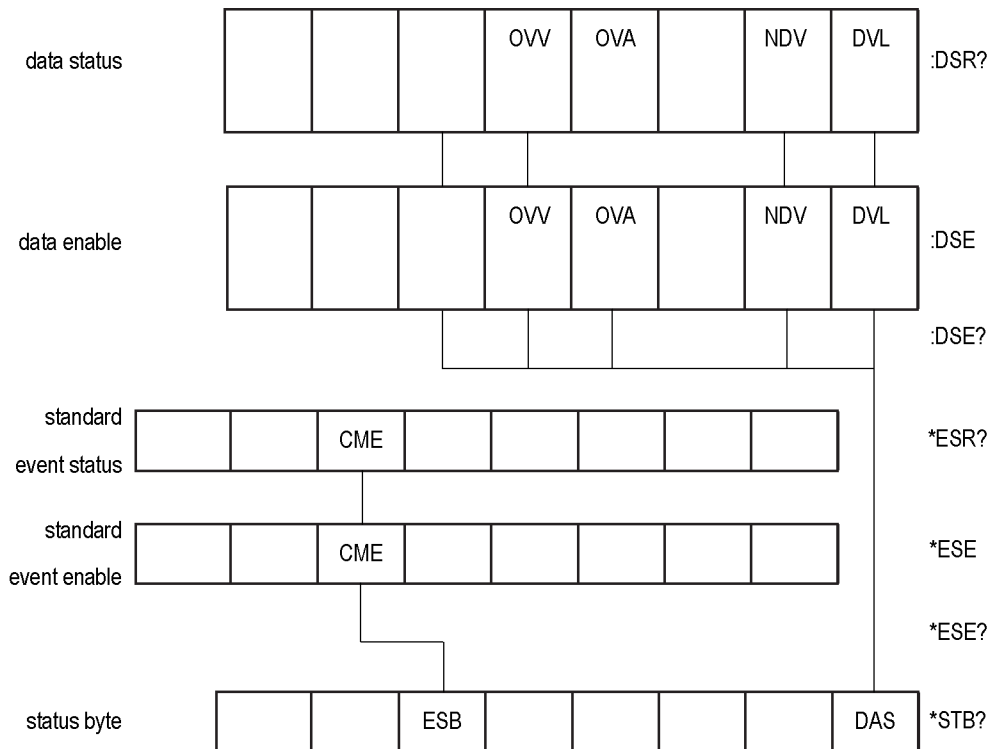 OVV OVA NDV DVL
data status :DSR?
OVV OVA NDV DVL
data enable :DSE
:DSE?
standard
CME *ESR?
event status
standard
CME *ESE
event enable
*ESE?
status byte ESB DAS *STB?